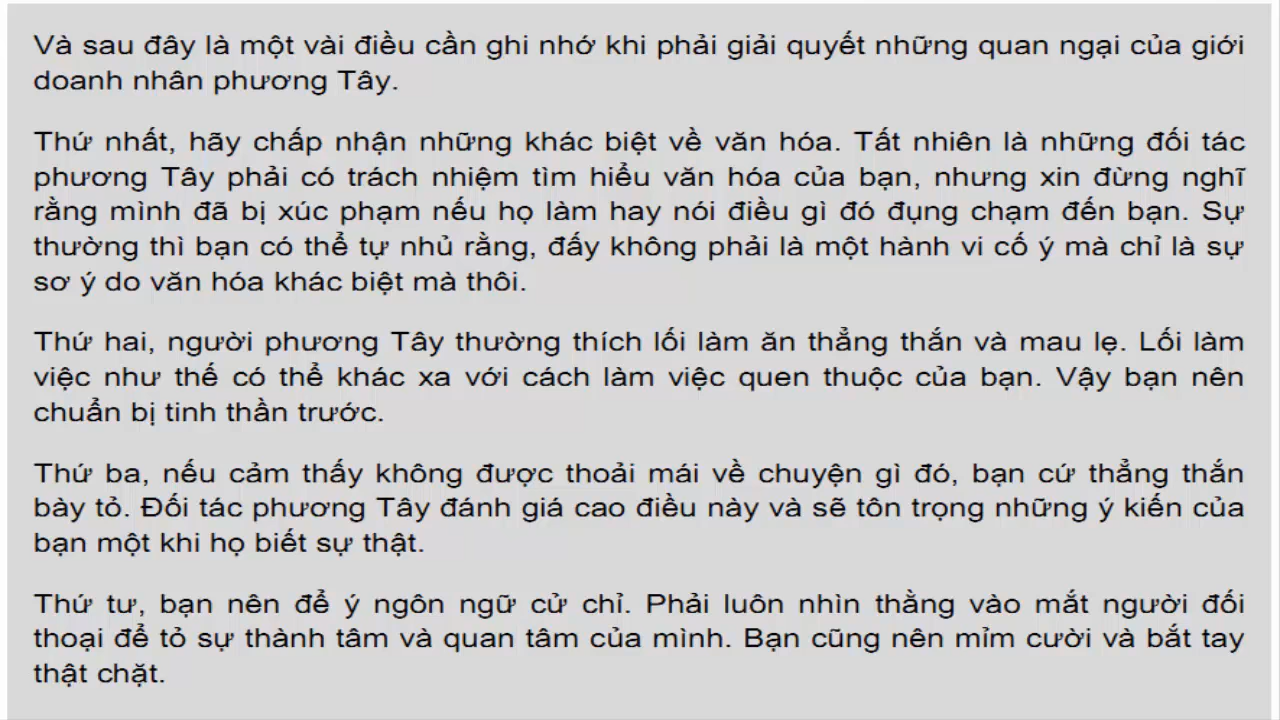 Và sau đây là một vài điều cần ghi nhớ khi phải giải quyết những quan ngại của giới
doanh nhân phương Tây.
Thứ nhất, hãy chấp nhận những khác biệt về văn hóa. Tất nhiên là những đối tác
phương Tây phải có trách nhiệm tìm hiểu văn hóa của bạn, nhưng xin đừng nghĩ
rằng mình đã bị xúc phạm nếu họ làm hay nói điều gì đó đụng chạm đến bạn. Sự
thường thì bạn có thể tự nhủ rằng, đấy không phải là một hành vi cố ý mà chỉ là sự
sơ ý do văn hóa khác biệt mà thôi.
Thứ hai, người phương Tây thường thích lối làm ăn thẳng thắn và mau lẹ. Lối làm
việc như thế có thể khác xa với cách làm việc quen thuộc của bạn. Vậy bạn nên
chuẩn bị tinh thần trước.
Thứ ba, nếu cảm thấy không được thoải mái về chuyện gì đó, bạn cứ thẳng thắn
bày tỏ. Đối tác phương Tây đánh giá cao điều này và sẽ tôn trọng những ý kiến của
bạn một khi họ biết sự thật.
Thứ tư, bạn nên để ý ngôn ngữ cử chỉ. Phải luôn nhìn thẳng vào mắt người đối
thoại để tỏ sự thành tâm và quan tâm của mình. Bạn cũng nên mỉm cười và bắt tay
thật chặt.